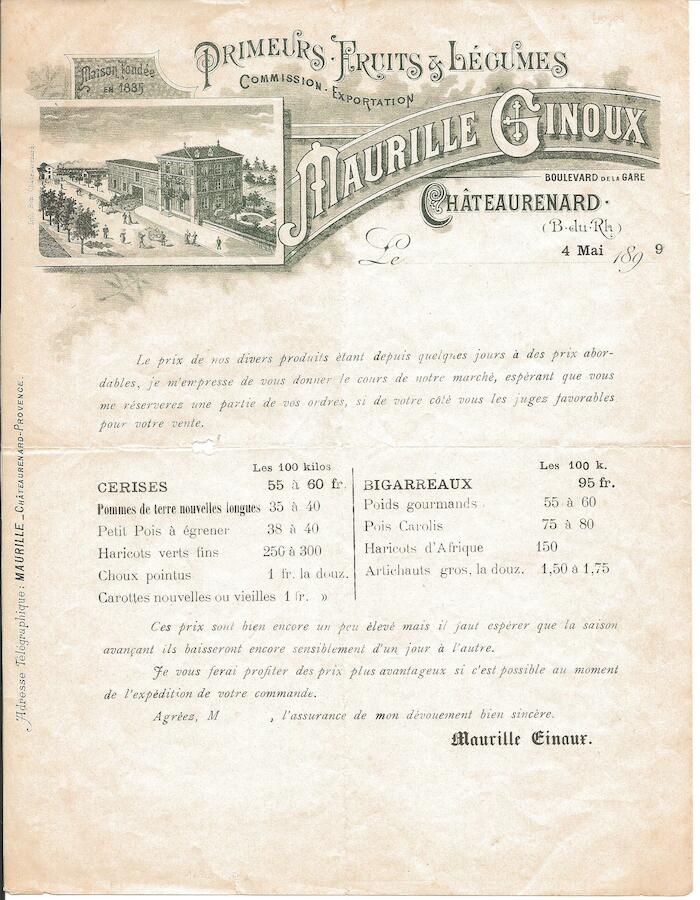 Maison fondée
EN 1885
PRIMEURS - FRUITS & LÉGUMES
COMMISSION - EXPORTATION
MAURILLE GINOUX
BOULEVARD DE LA GARE
CHÂTEAURENARD.
(B-du-Rh)
Le 4 Mai 1899
Le prix de nos divers produits étant depuis quelques jours à des prix abor-
dables, je m'empresse de vous donner le cours de notre marché, espérant que vous
me réserverez une partie de vos ordres, si de votre côté vous les jugez favorables
pour votre vente.
Les 100 kilos
CERISES 55 à 60 fr.
Pommes de terre nouvelles longues 35 à 40
Petit Pois à égrener 38 à 40
Haricots verts fins 250 à 300
Choux pointus 1 fr. la douz.
Carottes nouvelles ou vieilles 1 fr. »
Les 100 k.
BIGARREAUX 95 fr.
Poids gourmands 55 à 60
Pois Carolis 75 à 80
Haricots d'Afrique 150
Artichauts gros, la douz. 1,50 à 1,75
Ces prix sont bien encore un peu élevé mais il faut espérer que la saison
avançant ils baisseront encore sensiblement d'un jour à l'autre.
Je vous ferai profiter des prix plus avantageux si c'est possible au moment
de l'expédition de votre commande.
Agréez, M , l'assurance de mon dévouement bien sincère.
Maurille Einaux.
Adresse Télégraphique: MAURILLE_CHÂTEAURENARD-PROVENCE.